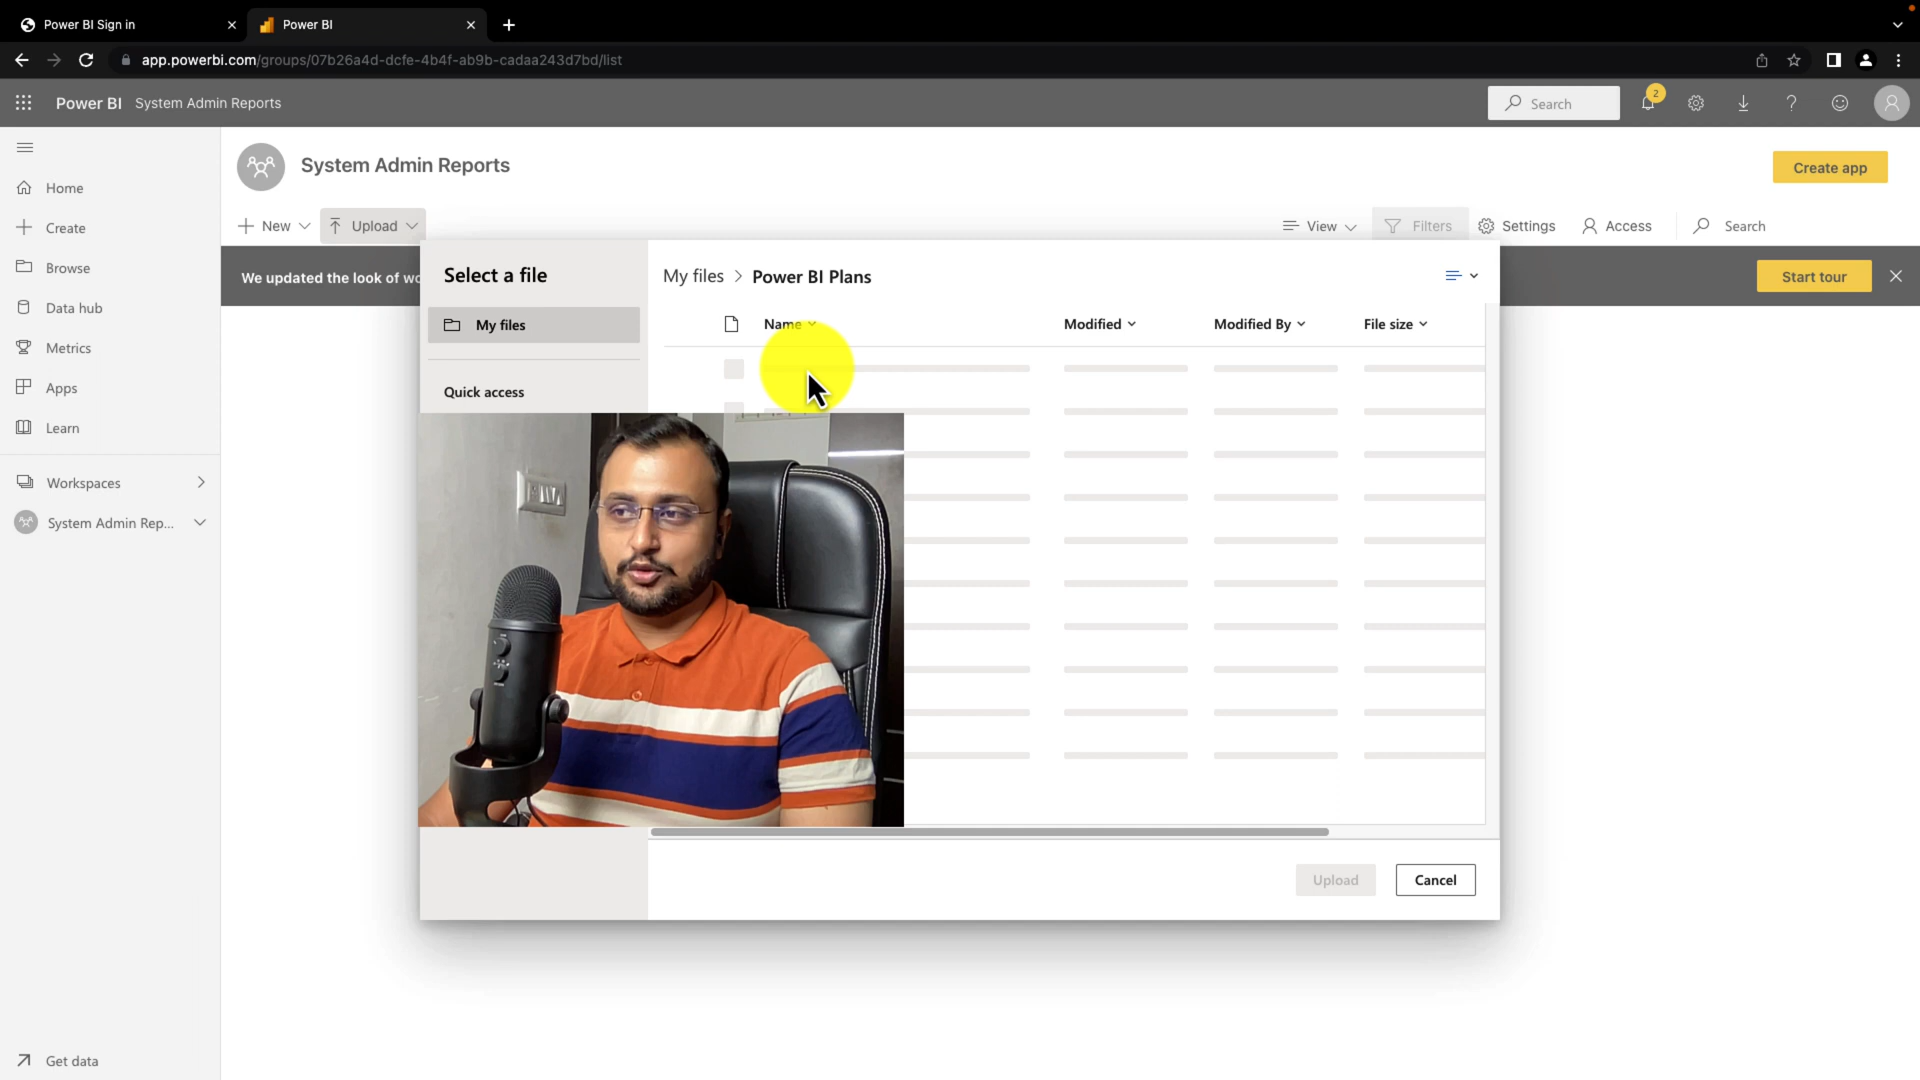 Power BI Sign in
Power BI
app.powerbi.com/groups/07b26a4d-dcfe-4b4f-ab9b-cadaa243d7bd/list
Power BI System Admin Reports
Search
2
Home
Create
Browse
Data hub
Metrics
Apps
Learn
Workspaces
System Admin Rep...
Get data
System Admin Reports
Create app
New
Upload
View
Filters
Settings
Access
Search
We updated the look of wo
Start tour
Select a file
My files
Quick access
My files > Power BI Plans
Name
Modified
Modified By
File size
Upload
Cancel